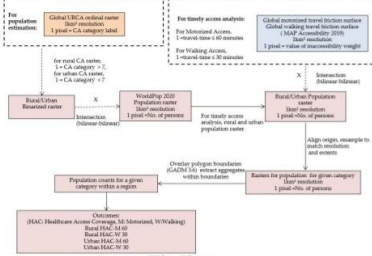 For
population
estimation:
Global URCA ordinal raster
1km² resolution
1 pixel = CA category label
For timely access analysis:
For Motorized Access,
1=travel-time ≤ 60 minutes
For Walking Access,
1=travel-time ≤ 30 minutes
Global motorized travel friction surface
Global walking travel friction surface
( MAP Accessibility 2019)
1km² resolution
1 pixel = value of inaccessibility weight
for rural CA raster,
1 = CA category > 7,
for urban CA raster,
1 = CA category < 7
X
Intersection
(bilinear-bilinear)
Rural/Urban
Binarized raster
X
Intersection
(bilinear-bilinear)
WorldPop 2020
Population raster
1km² resolution
1 pixel =No. of persons
For timely access
analysis, rural and urban
population raster
Rural/Urban Population
raster
1km² resolution
1 pixel =No. of persons
Align origin, resample to
match resolution
and extents
Overlay polygon boundaries
(GADM 3.6) extract aggregates
within boundaries
Population counts for a given
category within a region
Rasters for population for given category
1km² resolution
1 pixel =No. of persons
Outcomes:
(HAC: Healthcare Access Coverage, M: Motorized, W:Walking)
Rural HAC-M 60
Rural HAC-W 30
Urban HAC-M 60
Urban HAC-W 30